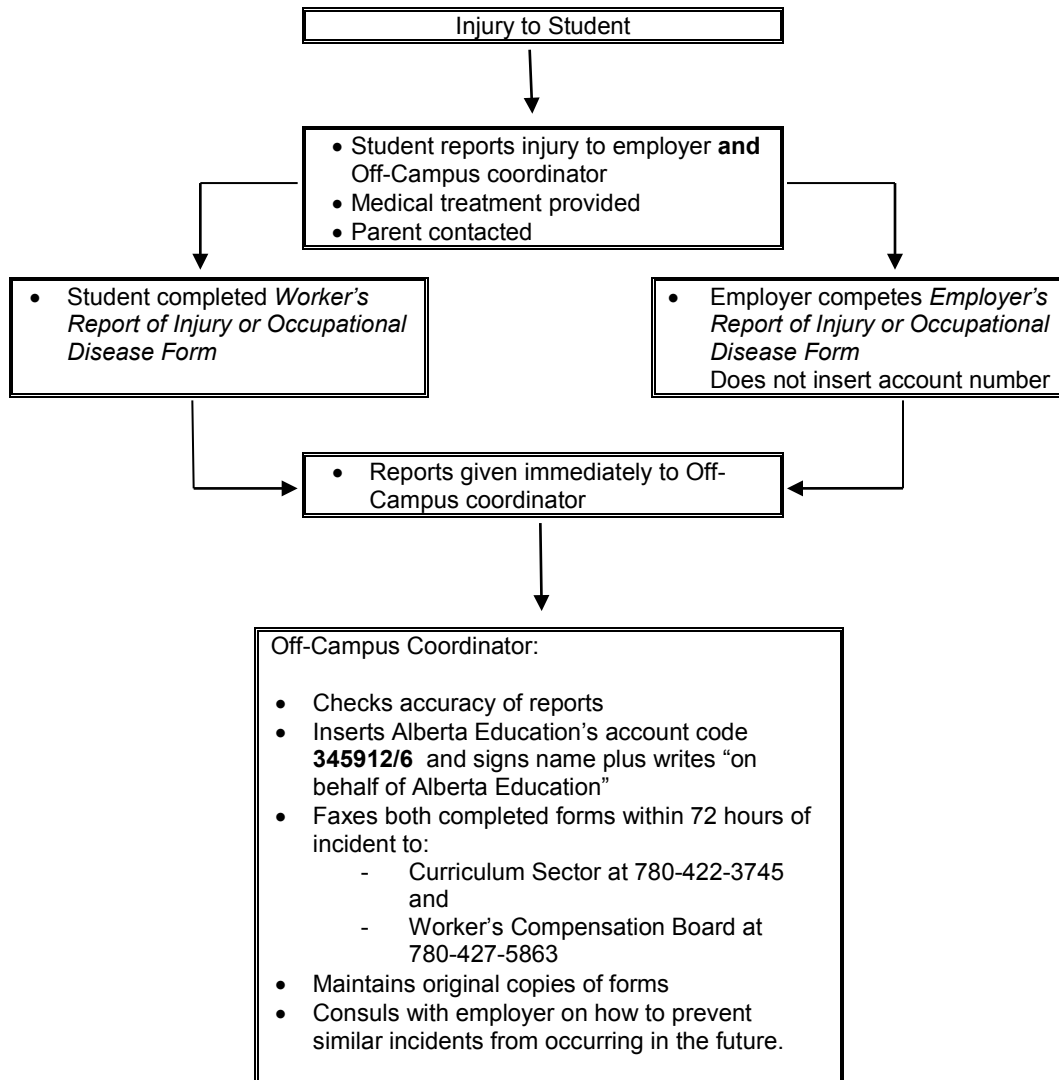 Injury to Student
• Student reports injury to employer and
Off-Campus coordinator
• Medical treatment provided
• Parent contacted
• Student completed Worker's
Report of Injury or Occupational
Disease Form
• Employer competes Employer's
Report of Injury or Occupational
Disease Form
Does not insert account number
• Reports given immediately to Off-
Campus coordinator
Off-Campus Coordinator:
• Checks accuracy of reports
• Inserts Alberta Education’s account code
345912/6 and signs name plus writes “on
behalf of Alberta Education”
• Faxes both completed forms within 72 hours of
incident to:
- Curriculum Sector at 780-422-3745
and
- Worker’s Compensation Board at
780-427-5863
• Maintains original copies of forms
• Consuls with employer on how to prevent
similar incidents from occurring in the future.